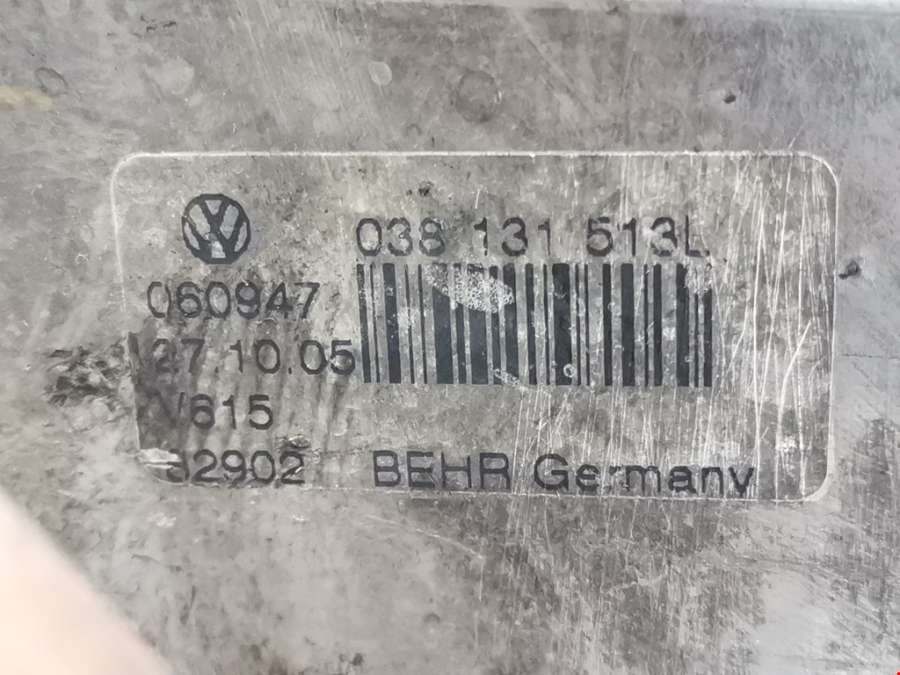 038 131 513L
060947
27.10.05
V615
32902 BEHR Germany